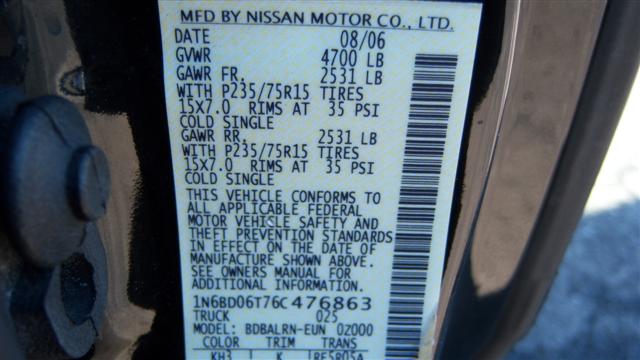 MFD BY NISSAN MOTOR CO., LTD.
DATE 08/06
GVWR 4700 LB
GAWR FR. 2531 LB
WITH P235/75R15 TIRES
15X7.0 RIMS AT 35 PSI
COLD SINGLE
GAWR RR. 2531 LB
WITH P235/75R15 TIRES
15X7.0 RIMS AT 35 PSI
COLD SINGLE
THIS VEHICLE CONFORMS TO
ALL APPLICABLE FEDERAL
MOTOR VEHICLE SAFETY AND
THEFT PREVENTION STANDARDS
IN EFFECT ON THE DATE OF
MANUFACTURE SHOWN ABOVE.
SEE OWNERS MANUAL FOR
ADDITIONAL INFORMATION
1N6BD06T76C476863
TRUCK 025
MODEL: BDBALRN-EUN 0Z000
COLOR TRIM TRANS
KH3 K RE5R05A